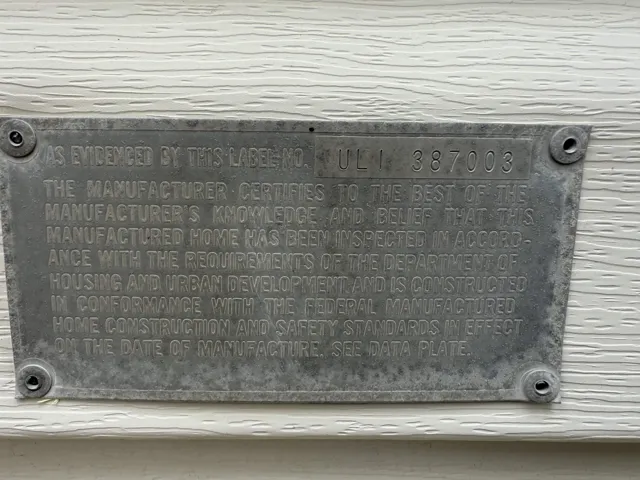 AS EVIDENCED BY THIS LABEL NO. ULI 387003
THE MANUFACTURER CERTIFIES TO THE BEST OF THE
MANUFACTURER'S KNOWLEDGE AND BELIEF THAT THIS
MANUFACTURED HOME HAS BEEN INSPECTED IN ACCORD-
ANCE WITH THE REQUIREMENTS OF THE DEPARTMENT OF
HOUSING AND URBAN DEVELOPMENT AND IS CONSTRUCTED
IN CONFORMANCE WITH THE FEDERAL MANUFACTURED
HOME CONSTRUCTION AND SAFETY STANDARDS IN EFFECT
ON THE DATE OF MANUFACTURE. SEE DATA PLATE.